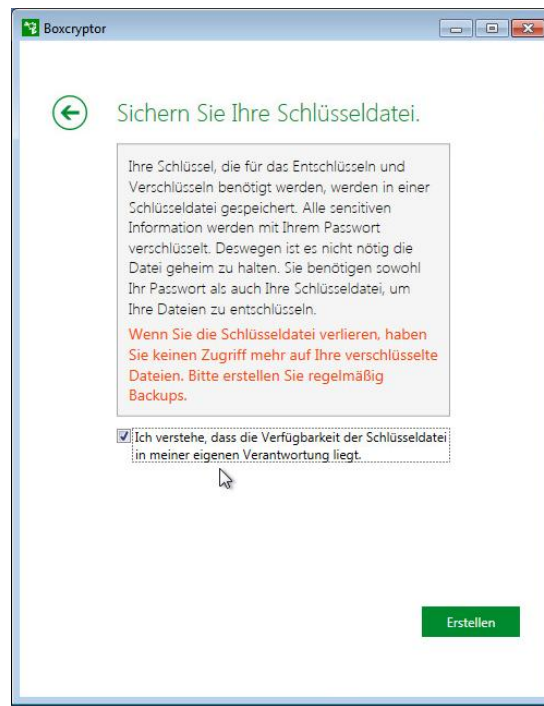 Boxcryptor
Sichern Sie Ihre Schlüsseldatei.
Ihre Schlüssel, die für das Entschlüsseln und
Verschlüsseln benötigt werden, werden in einer
Schlüsseldatei gespeichert. Alle sensitiven
Information werden mit Ihrem Passwort
verschlüsselt. Deswegen ist es nicht nötig die
Datei geheim zu halten. Sie benötigen sowohl
Ihr Passwort als auch Ihre Schlüsseldatei, um
Ihre Dateien zu entschlüsseln.
Wenn Sie die Schlüsseldatei verlieren, haben
Sie keinen Zugriff mehr auf Ihre verschlüsselte
Dateien. Bitte erstellen Sie regelmäßig
Backups.
Ich verstehe, dass die Verfügbarkeit der Schlüsseldatei
in meiner eigenen Verantwortung liegt.
Erstellen